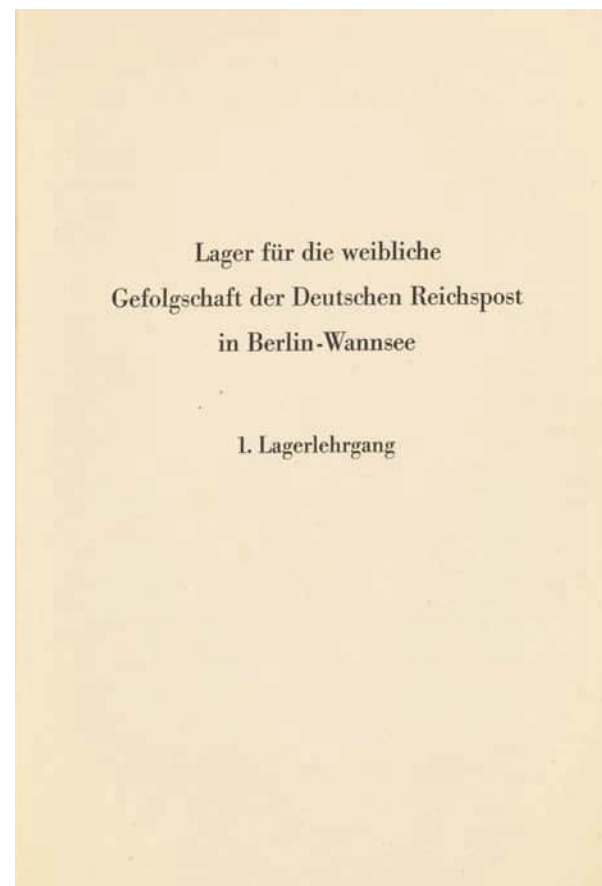 Lager für die weibliche
Gefolgschaft der Deutschen Reichspost
in Berlin-Wannsee
1. Lagerlehrgang